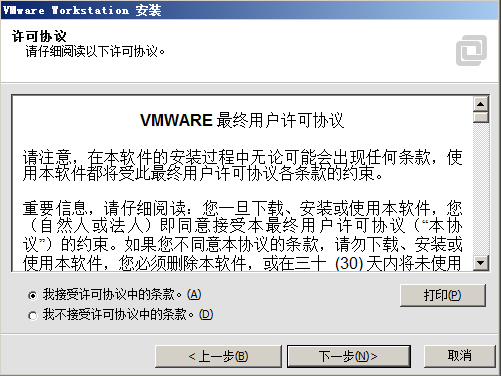 VMware Workstation 安装
许可协议
请仔细阅读以下许可协议。
VMWARE 最终用户许可协议
请注意，在本软件的安装过程中无论可能会出现任何条款，使
用本软件都将受此最终用户许可协议各条款的约束。
重要信息，请仔细阅读：您一旦下载、安装或使用本软件，您
（自然人或法人）即同意接受本最终用户许可协议（“本协
议”）的约束。如果您不同意本协议的条款，请勿下载、安装或
使用本软件，您必须删除本软件，或在三十 (30) 天内将未使用
我接受许可协议中的条款。(A)
打印(P)
我不接受许可协议中的条款。(D)
< 上一步(B)
下一步(N)>
取消